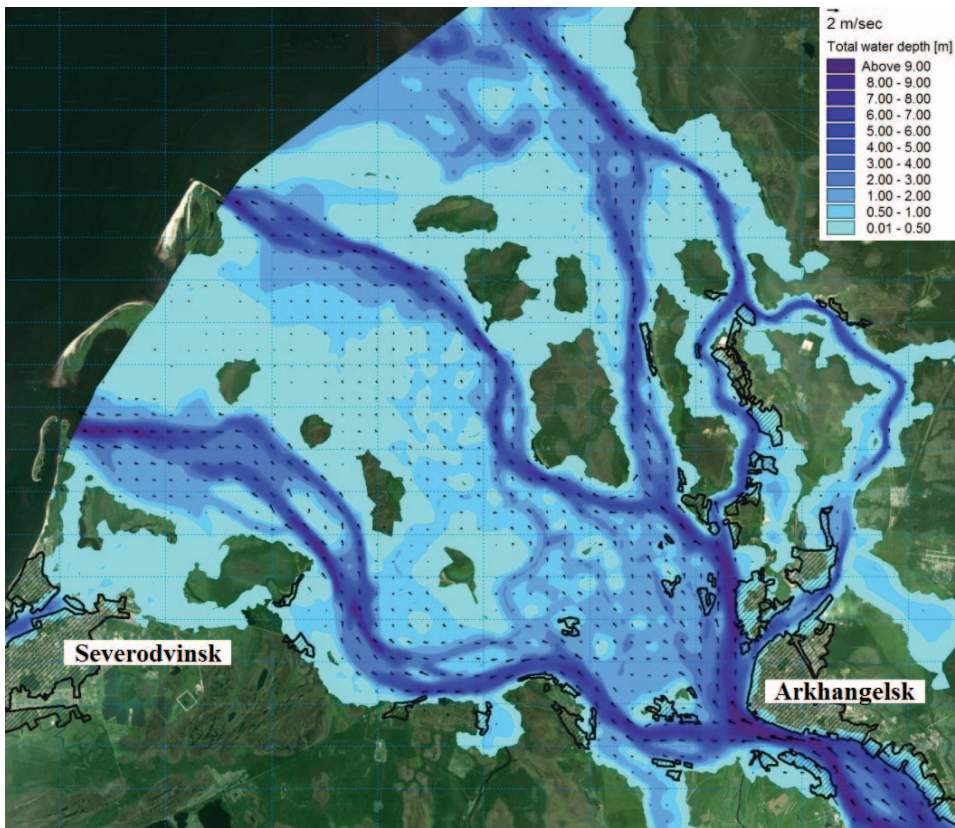 2 m/sec
Total water depth [m]
Above 9.00
8.00 - 9.00
7.00 - 8.00
6.00 - 7.00
5.00 - 6.00
4.00 - 5.00
3.00 - 4.00
2.00 - 3.00
1.00 - 2.00
0.50 - 1.00
0.01 - 0.50
Severodvinsk
Arkhangelsk